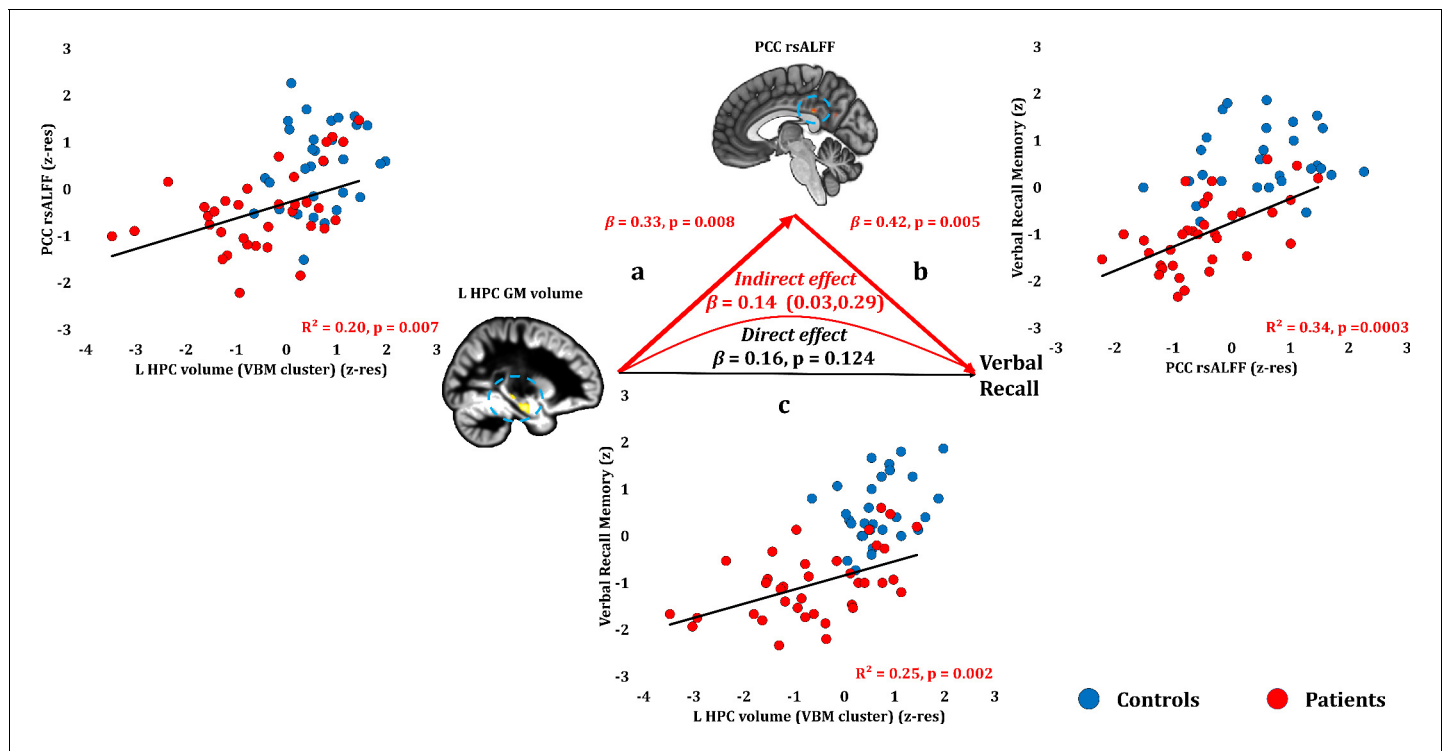 PCC rsALFF (z-res)
3
2
1
0
-1
-2
-3
R² = 0.20, p = 0.007
-4 -3 -2 -1 0 1 2 3
L HPC volume (VBM cluster) (z-res)
L HPC GM volume
PCC rsALFF
β = 0.33, p = 0.008
β = 0.42, p = 0.005
a
b
Indirect effect
β = 0.14 (0.03,0.29)
Direct effect
β = 0.16, p = 0.124
Verbal
Recall
c
Verbal Recall Memory (z)
3
2
1
0
-1
-2
-3
R² = 0.34, p =0.0003
-3 -2 -1 0 1 2 3
PCC rsALFF (z-res)
Verbal Recall Memory (z)
3
2
1
0
-1
-2
-3
R² = 0.25, p = 0.002
-4 -3 -2 -1 0 1 2 3
L HPC volume (VBM cluster) (z-res)
Controls
Patients